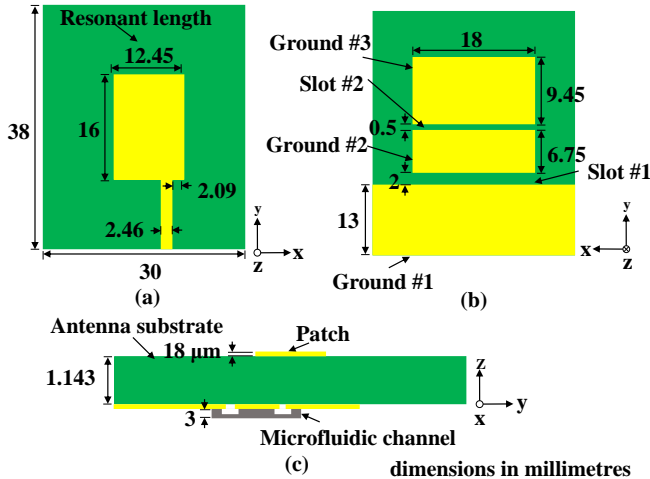 Resonant length
12.45
16
38
2.09
2.46
30
y
z
x
(a)
Ground #3
18
Slot #2
9.45
0.5
Ground #2
6.75
Slot #1
2
13
Ground #1
y
x
z
(b)
Antenna substrate
Patch
18 µm
1.143
3
Microfluidic channel
z
y
x
(c)
dimensions in millimetres